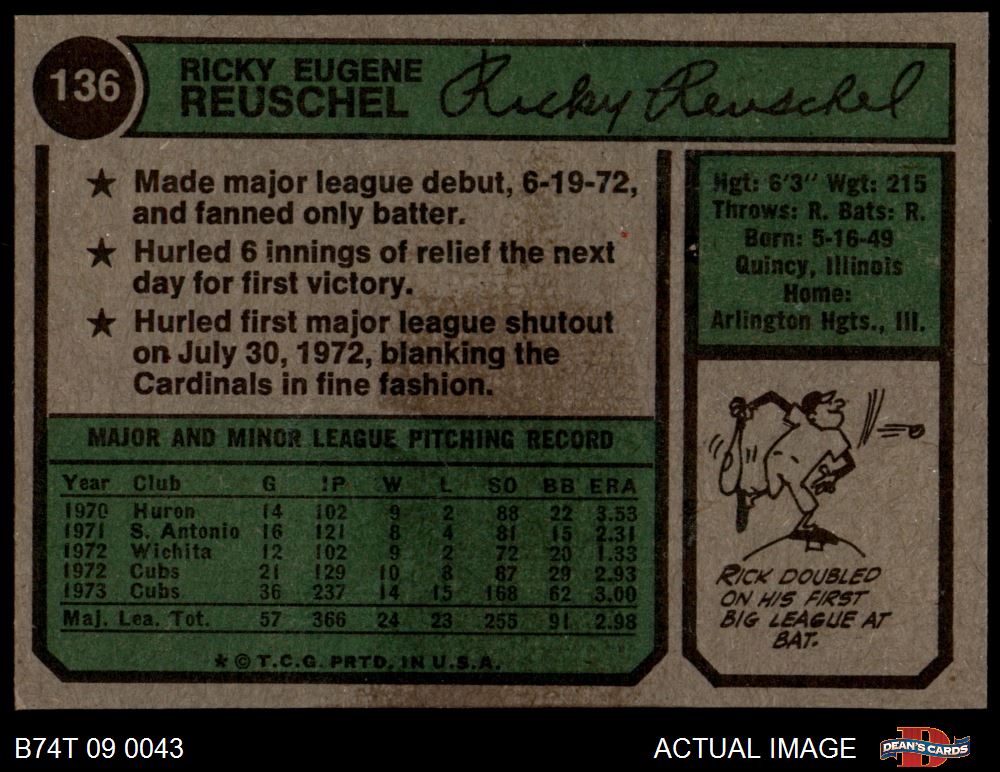 136
RICKY EUGENE
REUSCHEL
Ricky Reuschel
★ Made major league debut, 6-19-72,
and fanned only batter.
★ Hurled 6 innings of relief the next
day for first victory.
★ Hurled first major league shutout
on July 30, 1972, blanking the
Cardinals in fine fashion.
Hgt: 6'3" Wgt: 215
Throws: R. Bats: R.
Born: 5-16-49
Quincy, Illinois
Home:
Arlington Hgts., Ill.
MAJOR AND MINOR LEAGUE PITCHING RECORD
Year Club G IP W L SO BB ERA
1970 Huron 14 102 9 2 88 22 3.53
1971 S. Antonio 16 121 8 4 81 15 2.31
1972 Wichita 12 102 9 2 72 20 1.33
1972 Cubs 21 129 10 8 87 29 2.93
1973 Cubs 36 237 14 15 168 62 3.00
Maj. Lea. Tot. 57 366 24 23 255 91 2.98
★ © T.C.G. PRTD. IN U.S.A.
RICK DOUBLED
ON HIS FIRST
BIG LEAGUE AT
BAT.
B74T 09 0043
ACTUAL IMAGE
D
DEAN'S CARDS